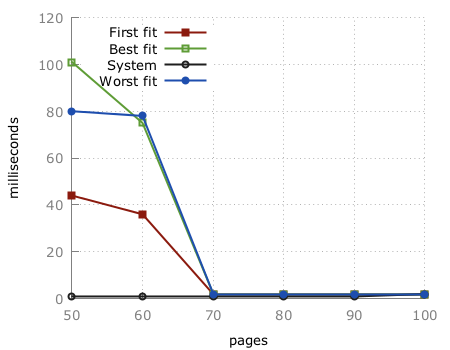 120
100
80
60
40
20
0
milliseconds
First fit
Best fit
System
Worst fit
50 60 70 80 90 100
pages